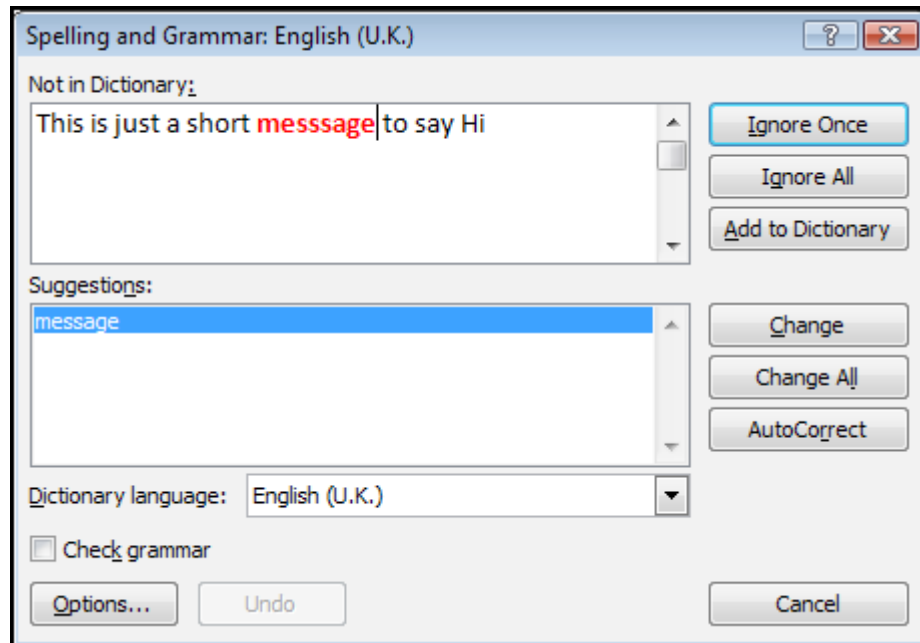 Spelling and Grammar: English (U.K.)
Not in Dictionary:
This is just a short messsage to say Hi
Ignore Once
Ignore All
Add to Dictionary
Suggestions:
message
Change
Change All
AutoCorrect
Dictionary language: English (U.K.)
Check grammar
Options... Undo Cancel